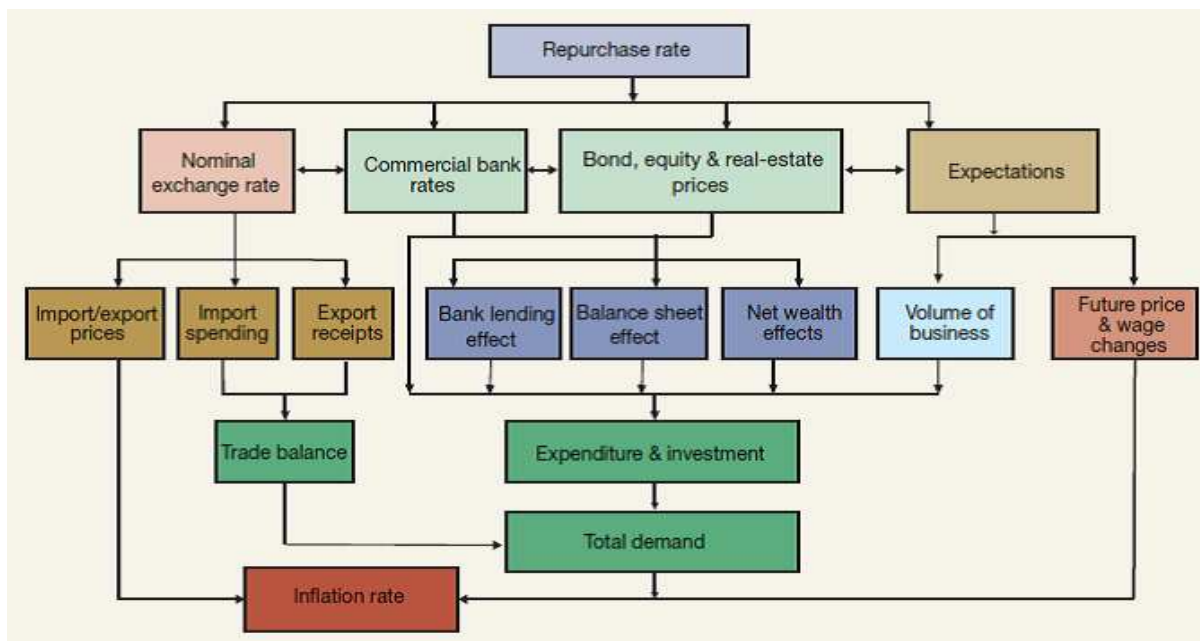 Repurchase rate
Nominal
exchange rate
Commercial bank
rates
Bond, equity & real-estate
prices
Expectations
Import/export
prices
Import
spending
Export
receipts
Bank lending
effect
Balance sheet
effect
Net wealth
effects
Volume of
business
Future price
& wage
changes
Trade balance
Expenditure & investment
Total demand
Inflation rate